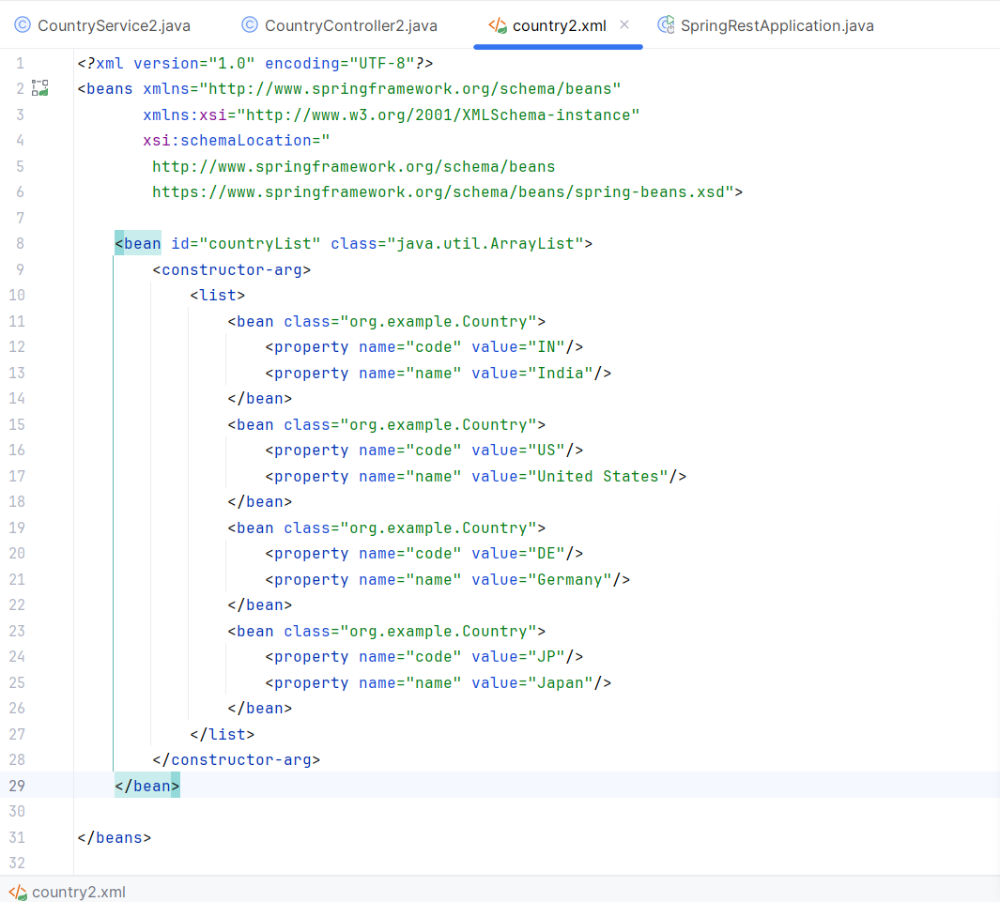 CountryService2.java CountryController2.java country2.xml SpringRestApplication.java
1 <?xml version="1.0" encoding="UTF-8"?>
2 <beans xmlns="http://www.springframework.org/schema/beans"
3 xmlns:xsi="http://www.w3.org/2001/XMLSchema-instance"
4 xsi:schemaLocation="
5 http://www.springframework.org/schema/beans
6 https://www.springframework.org/schema/beans/spring-beans.xsd">
7
8 <bean id="countryList" class="java.util.ArrayList">
9 <constructor-arg>
10 <list>
11 <bean class="org.example.Country">
12 <property name="code" value="IN"/>
13 <property name="name" value="India"/>
14 </bean>
15 <bean class="org.example.Country">
16 <property name="code" value="US"/>
17 <property name="name" value="United States"/>
18 </bean>
19 <bean class="org.example.Country">
20 <property name="code" value="DE"/>
21 <property name="name" value="Germany"/>
22 </bean>
23 <bean class="org.example.Country">
24 <property name="code" value="JP"/>
25 <property name="name" value="Japan"/>
26 </bean>
27 </list>
28 </constructor-arg>
29 </bean>
30
31 </beans>
32
country2.xml